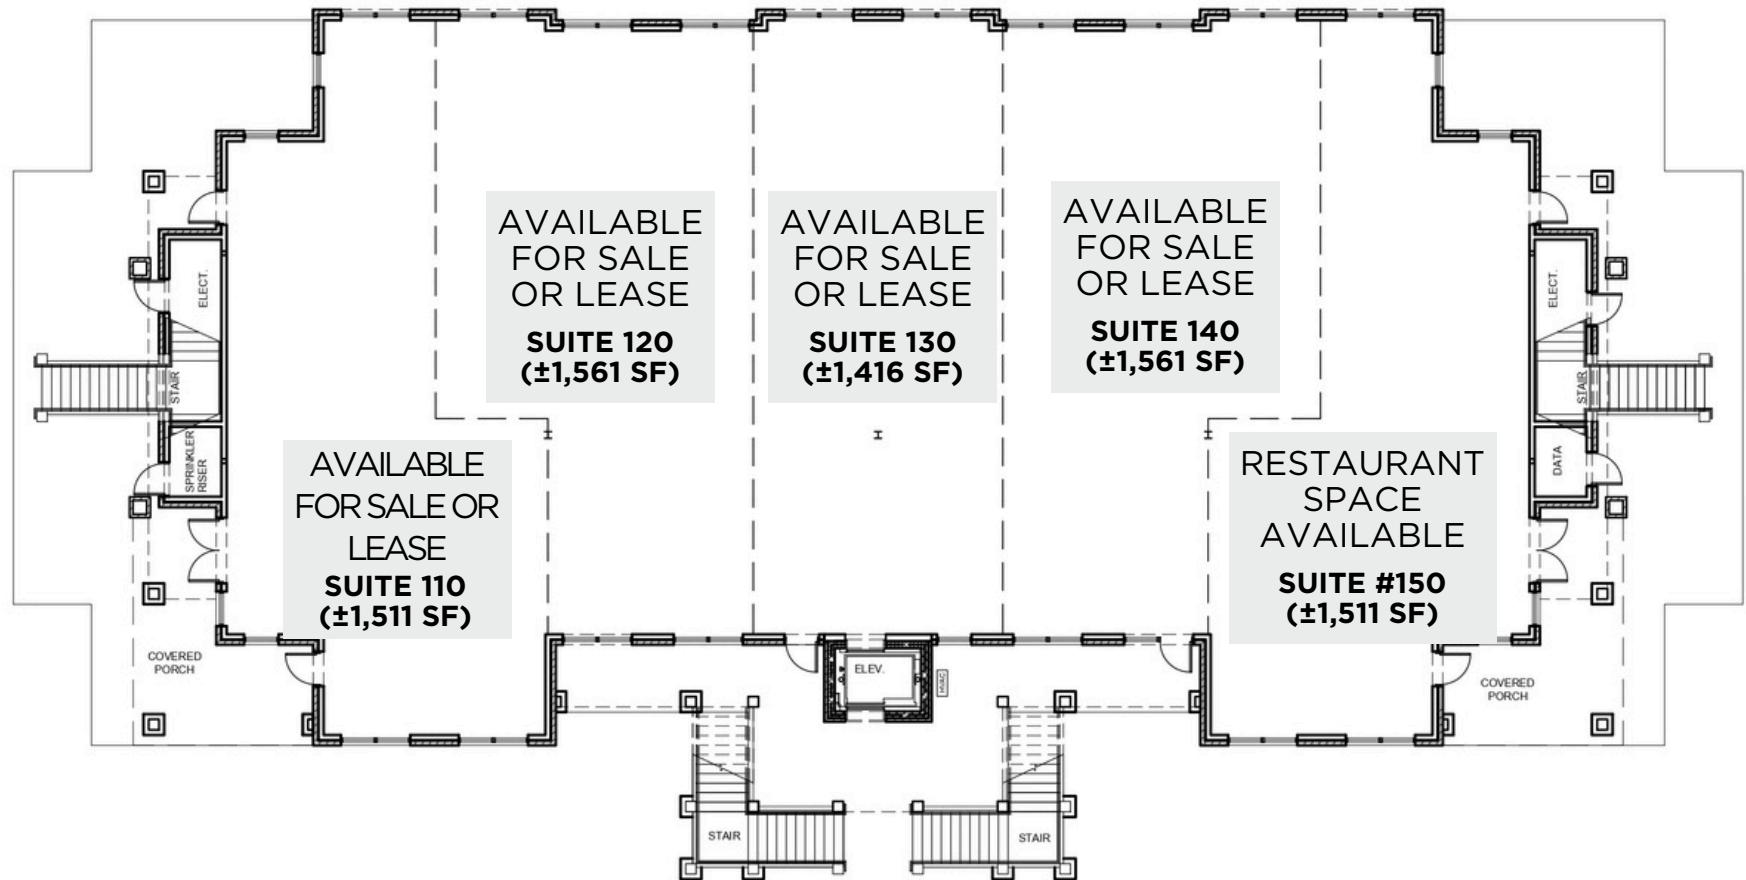 AVAILABLE
FOR SALE
OR LEASE
SUITE 120
(±1,561 SF)
AVAILABLE
FOR SALE
OR LEASE
SUITE 130
(±1,416 SF)
AVAILABLE
FOR SALE
OR LEASE
SUITE 140
(±1,561 SF)
ELECT.
STAIR
SPRINKLER
RISER
AVAILABLE
FOR SALE OR
LEASE
SUITE 110
(±1,511 SF)
RESTAURANT
SPACE
AVAILABLE
SUITE #150
(±1,511 SF)
ELECT.
STAIR
DATA
COVERED
PORCH
ELEV.
HVAC
COVERED
PORCH
STAIR
STAIR